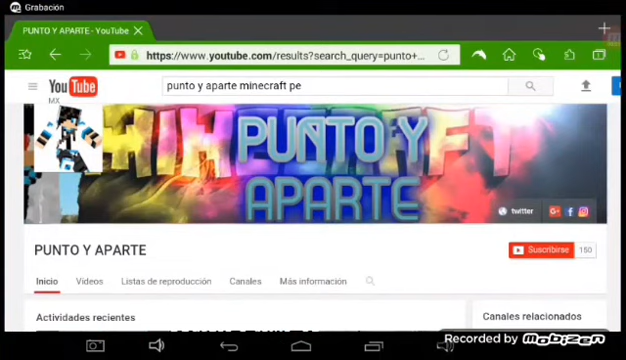 Grabación
PUNTO Y APARTE - YouTube
https://www.youtube.com/results?search_query=punto+...
YouTube
MX
punto y aparte minecraft pe
PUNTO Y
APARTE
twitter
PUNTO Y APARTE
Suscribirse 150
Inicio Vídeos Listas de reproducción Canales Más información
Actividades recientes
Canales relacionados
Recorded by Mobizen